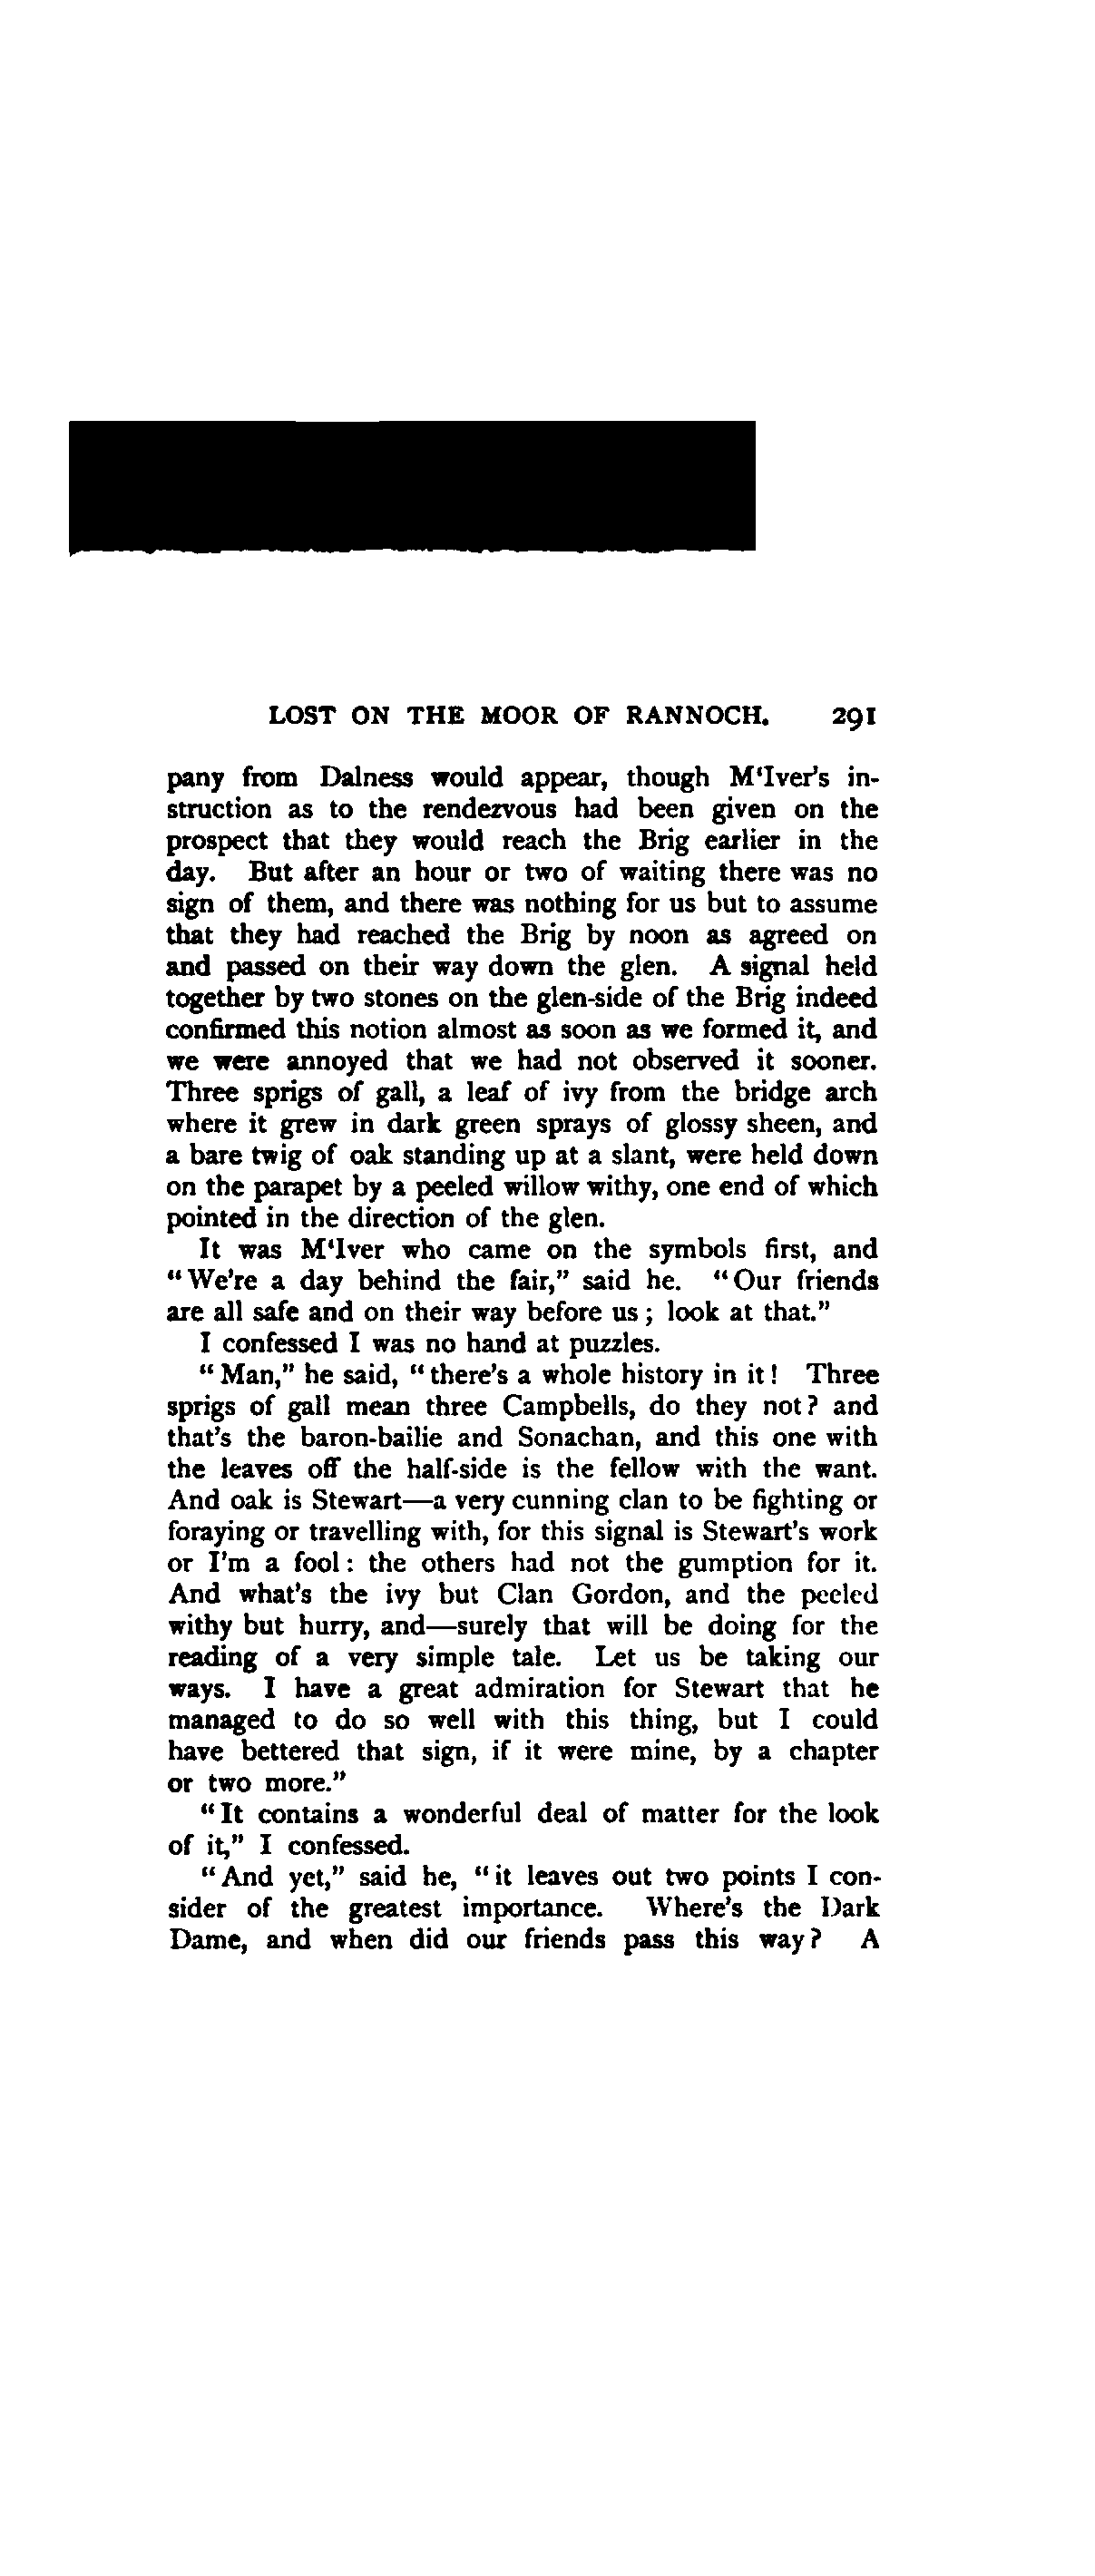 LOST ON THE MOOR OF RANNOCH. 291
pany from Dalness would appear, though M‘Iver's in-
struction as to the rendezvous had been given on the
prospect that they would reach the Brig earlier in the
day. But after an hour or two of waiting there was no
sign of them, and there was nothing for us but to assume
that they had reached the Brig by noon as agreed on
and passed on their way down the glen. A signal held
together by two stones on the glen-side of the Brig indeed
confirmed this notion almost as soon as we formed it, and
we were annoyed that we had not observed it sooner.
Three sprigs of gall, a leaf of ivy from the bridge arch
where it grew in dark green sprays of glossy sheen, and
a bare twig of oak standing up at a slant, were held down
on the parapet by a peeled willow withy, one end of which
pointed in the direction of the glen.
It was M‘Iver who came on the symbols first, and
“We're a day behind the fair,” said he. “Our friends
are all safe and on their way before us; look at that.”
I confessed I was no hand at puzzles.
“Man,” he said, “there's a whole history in it! Three
sprigs of gall mean three Campbells, do they not? and
that's the baron-bailie and Sonachan, and this one with
the leaves off the half-side is the fellow with the want.
And oak is Stewart—a very cunning clan to be fighting or
foraying or travelling with, for this signal is Stewart's work
or I'm a fool: the others had not the gumption for it.
And what's the ivy but Clan Gordon, and the peeled
withy but hurry, and—surely that will be doing for the
reading of a very simple tale. Let us be taking our
ways. I have a great admiration for Stewart that he
managed to do so well with this thing, but I could
have bettered that sign, if it were mine, by a chapter
or two more.”
“It contains a wonderful deal of matter for the look
of it,” I confessed.
“And yet,” said he, “it leaves out two points I con-
sider of the greatest importance. Where's the Dark
Dame, and when did our friends pass this way? A